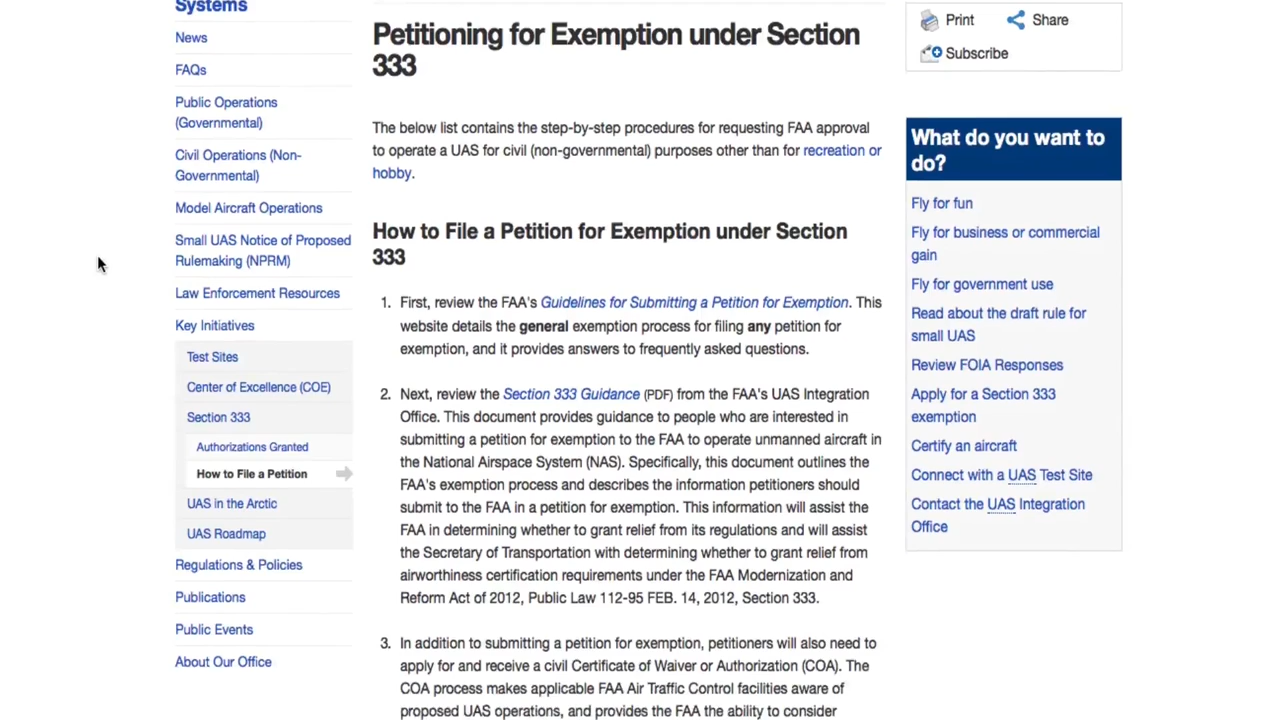 Systems
News
FAQs
Public Operations
(Governmental)
Civil Operations (Non-
Governmental)
Model Aircraft Operations
Small UAS Notice of Proposed
Rulemaking (NPRM)
Law Enforcement Resources
Key Initiatives
Test Sites
Center of Excellence (COE)
Section 333
Authorizations Granted
How to File a Petition
UAS in the Arctic
UAS Roadmap
Regulations & Policies
Publications
Public Events
About Our Office
Petitioning for Exemption under Section
333
The below list contains the step-by-step procedures for requesting FAA approval
to operate a UAS for civil (non-governmental) purposes other than for recreation or
hobby.
How to File a Petition for Exemption under Section
333
1. First, review the FAA's Guidelines for Submitting a Petition for Exemption. This
website details the general exemption process for filing any petition for
exemption, and it provides answers to frequently asked questions.
2. Next, review the Section 333 Guidance (PDF) from the FAA's UAS Integration
Office. This document provides guidance to people who are interested in
submitting a petition for exemption to the FAA to operate unmanned aircraft in
the National Airspace System (NAS). Specifically, this document outlines the
FAA's exemption process and describes the information petitioners should
submit to the FAA in a petition for exemption. This information will assist the
FAA in determining whether to grant relief from its regulations and will assist
the Secretary of Transportation with determining whether to grant relief from
airworthiness certification requirements under the FAA Modernization and
Reform Act of 2012, Public Law 112-95 FEB. 14, 2012, Section 333.
3. In addition to submitting a petition for exemption, petitioners will also need to
apply for and receive a civil Certificate of Waiver or Authorization (COA). The
COA process makes applicable FAA Air Traffic Control facilities aware of
proposed UAS operations, and provides the FAA the ability to consider
Print Share
Subscribe
What do you want to
do?
Fly for fun
Fly for business or commercial
gain
Fly for government use
Read about the draft rule for
small UAS
Review FOIA Responses
Apply for a Section 333
exemption
Certify an aircraft
Connect with a UAS Test Site
Contact the UAS Integration
Office